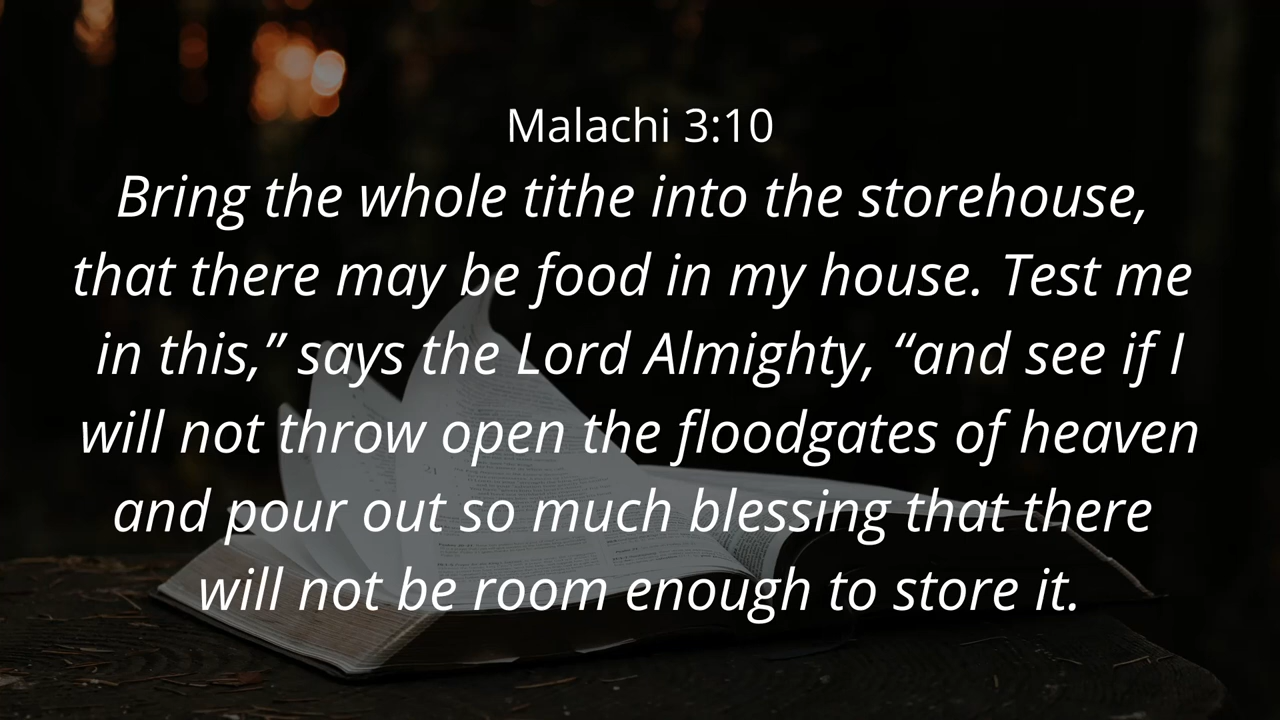 Malachi 3:10
Bring the whole tithe into the storehouse,
that there may be food in my house. Test me
in this,” says the Lord Almighty, “and see if I
will not throw open the floodgates of heaven
and pour out so much blessing that there
will not be room enough to store it.